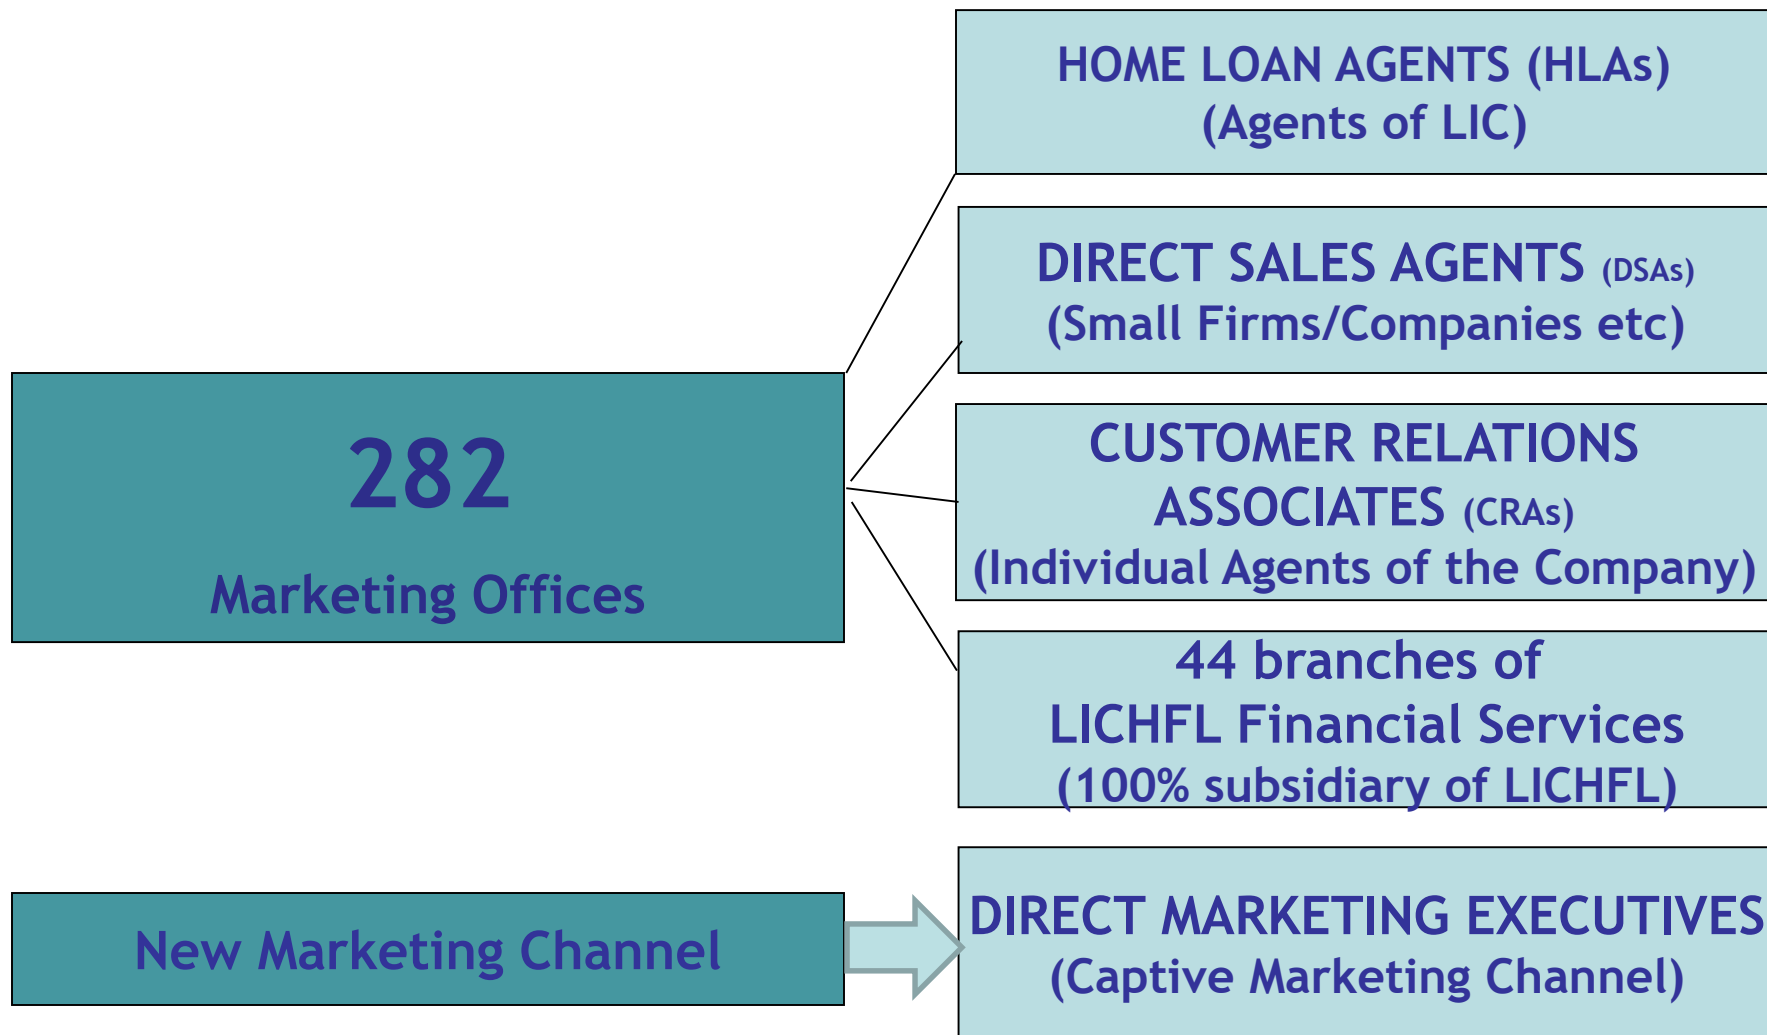 HOME LOAN AGENTS (HLAs)
(Agents of LIC)
DIRECT SALES AGENTS (DSAs)
(Small Firms/Companies etc)
282
Marketing Offices
CUSTOMER RELATIONS
ASSOCIATES (CRAs)
(Individual Agents of the Company)
44 branches of
LICHFL Financial Services
(100% subsidiary of LICHFL)
New Marketing Channel
DIRECT MARKETING EXECUTIVES
(Captive Marketing Channel)